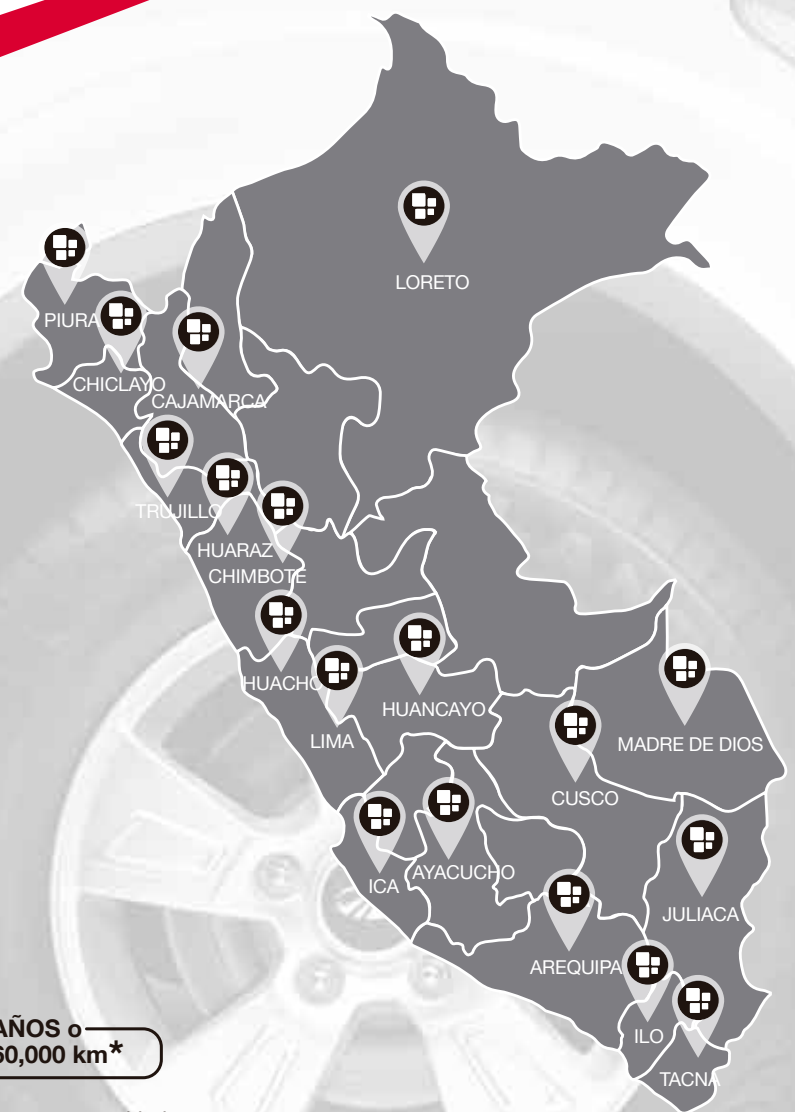 LORETO
PIURA
CHICLAYO
CAJAMARCA
TRUJILLO
HUARAZ
CHIMBOTE
HUACHO
HUANCAYO
LIMA
MADRE DE DIOS
CUSCO
ICA
AYACUCHO
JULIACA
AREQUIPA
ILO
TACNA
AÑOS o
60,000 km*